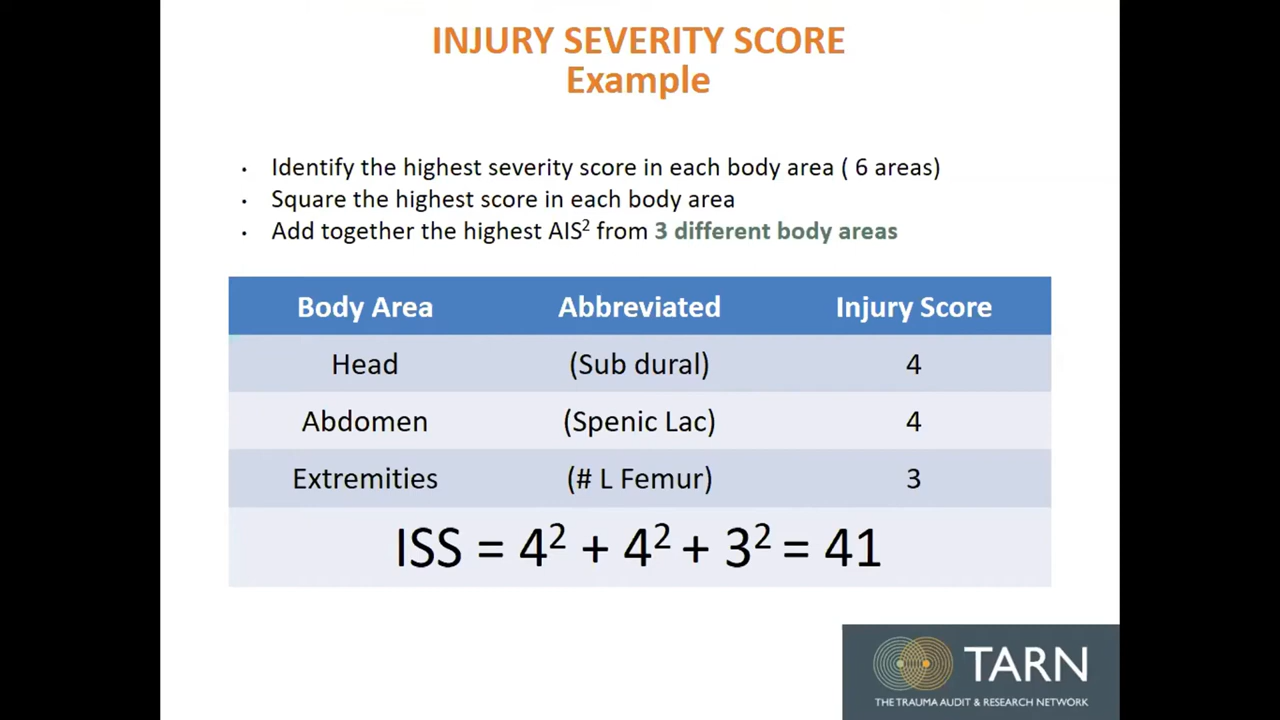 INJURY SEVERITY SCORE
Example
· Identify the highest severity score in each body area ( 6 areas)
· Square the highest score in each body area
· Add together the highest AIS² from 3 different body areas
Body Area Abbreviated Injury Score
Head (Sub dural) 4
Abdomen (Spenic Lac) 4
Extremities (# L Femur) 3
ISS = 4² + 4² + 3² = 41
TARN
THE TRAUMA AUDIT & RESEARCH NETWORK